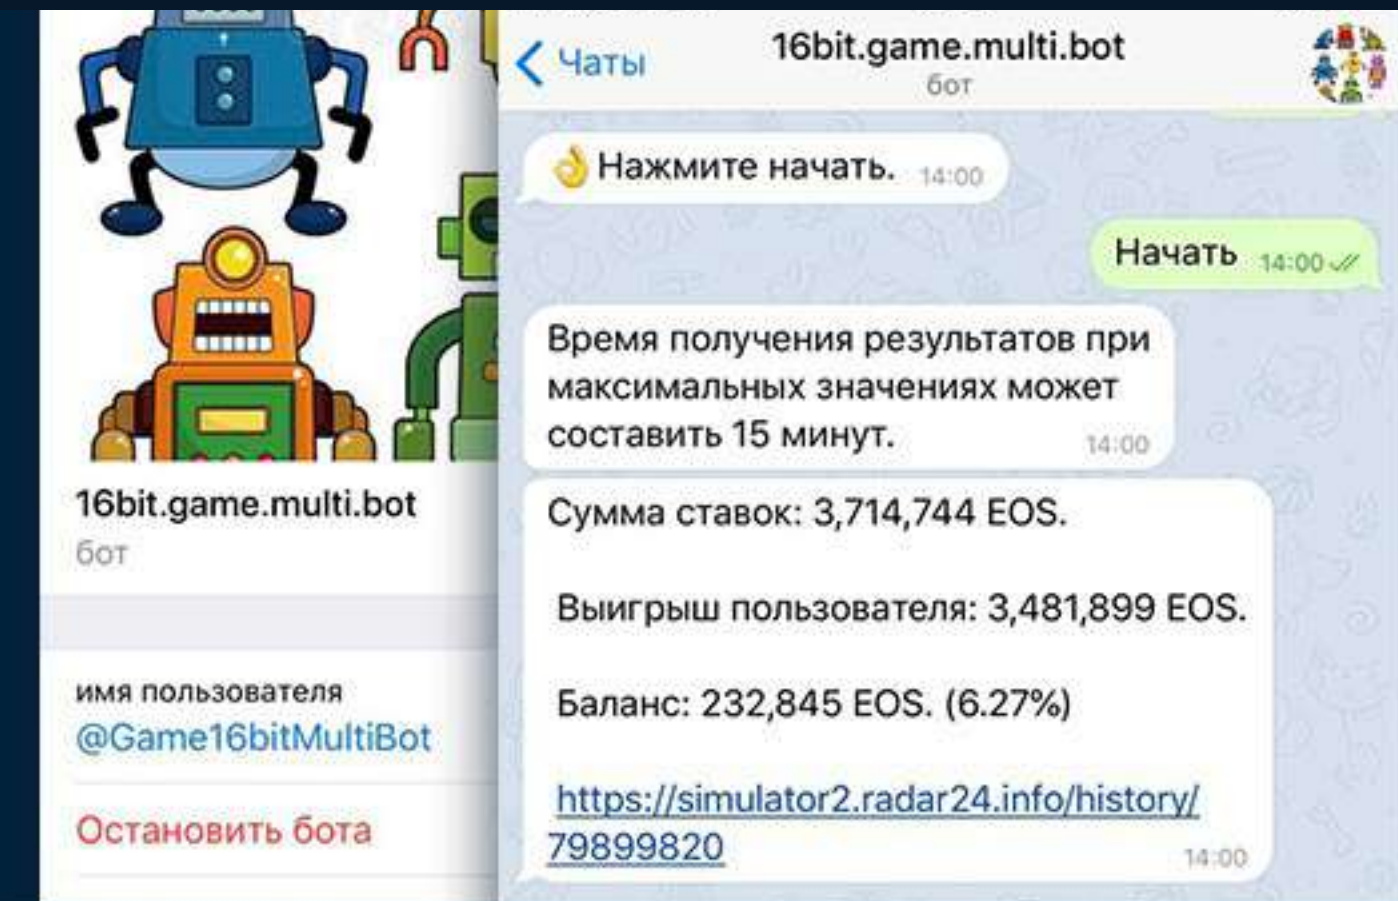 16bit.game.multi.bot
бот
имя пользователя
@Game16bitMultiBot
Остановить бота
Чаты
16bit.game.multi.bot
бот
👌Нажмите начать. 14:00
Начать 14:00
Время получения результатов при
максимальных значениях может
составить 15 минут. 14:00
Сумма ставок: 3,714,744 EOS.
Выигрыш пользователя: 3,481,899 EOS.
Баланс: 232,845 EOS. (6.27%)
https://simulator2.radar24.info/history/
79899820 14:00